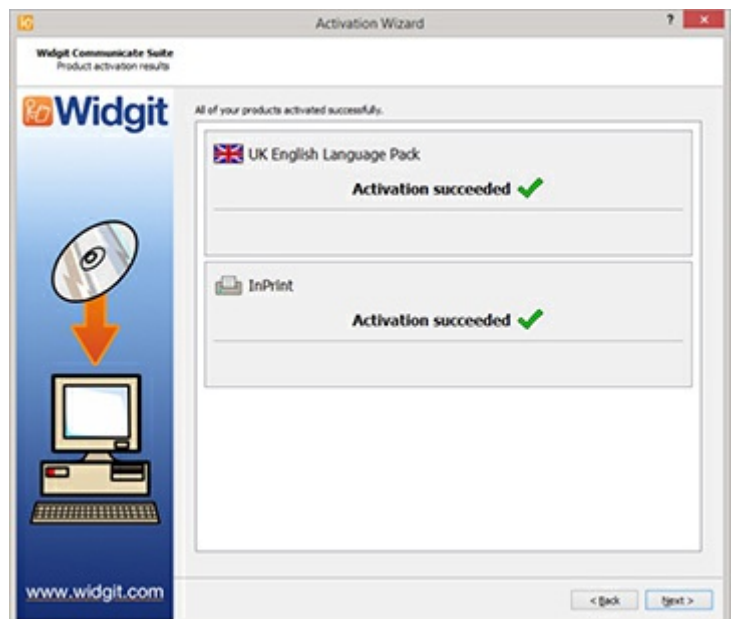 Activation Wizard
?
Widgit Communicate Suite
Product activation results
Widgit
All of your products activated successfully.
UK English Language Pack
Activation succeeded
InPrint
Activation succeeded
www.widgit.com
< Back
Next >